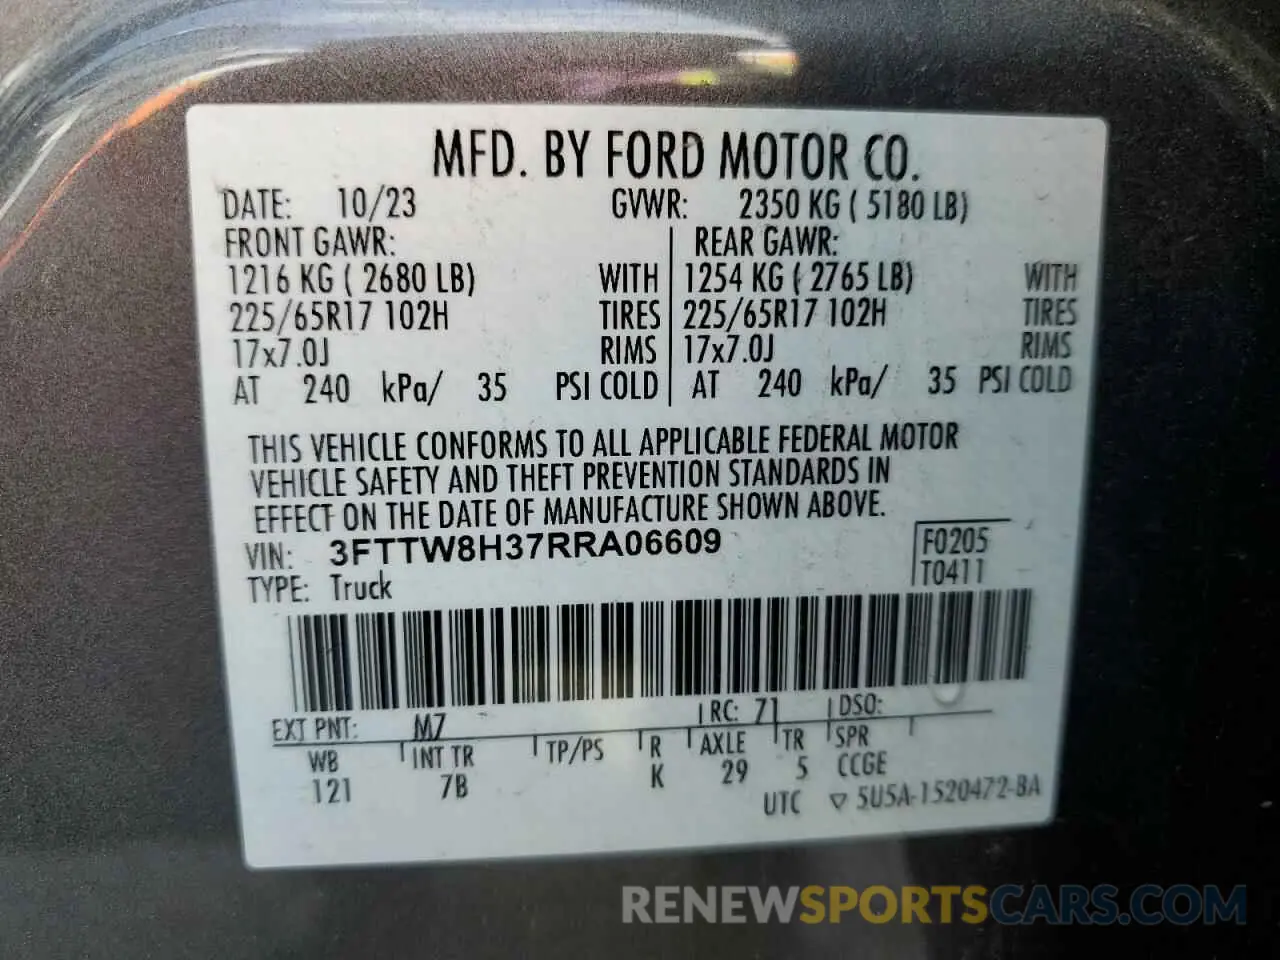 MFD. BY FORD MOTOR CO.
DATE: 10/23 GVWR: 2350 KG ( 5180 LB)
FRONT GAWR: REAR GAWR:
1216 KG ( 2680 LB) WITH 1254 KG ( 2765 LB) WITH
225/65R17 102H TIRES 225/65R17 102H TIRES
17x7.0J RIMS 17x7.0J RIMS
AT 240 kPa/ 35 PSI COLD AT 240 kPa/ 35 PSI COLD
THIS VEHICLE CONFORMS TO ALL APPLICABLE FEDERAL MOTOR
VEHICLE SAFETY AND THEFT PREVENTION STANDARDS IN
EFFECT ON THE DATE OF MANUFACTURE SHOWN ABOVE.
VIN: 3FTTW8H37RRA06609 F0205
TYPE: Truck T0411
EXT PNT: M7 RC: 71 DSO:
WB INT TR TP/PS R AXLE TR SPR
121 7B K 29 5 CCGE
UTC ▽ 5U5A-1520472-BA
RENEWSPORTSCARS.COM